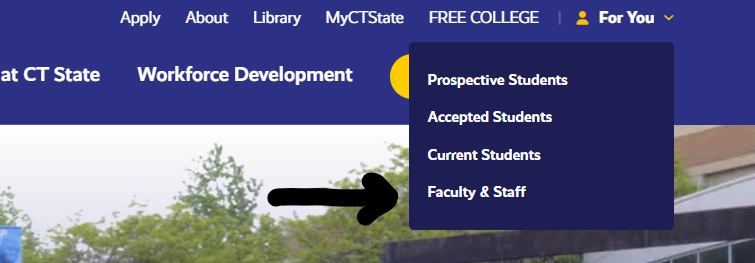 Apply About Library MyCTState FREE COLLEGE | For You
at CT State Workforce Development
Prospective Students
Accepted Students
Current Students
Faculty & Staff